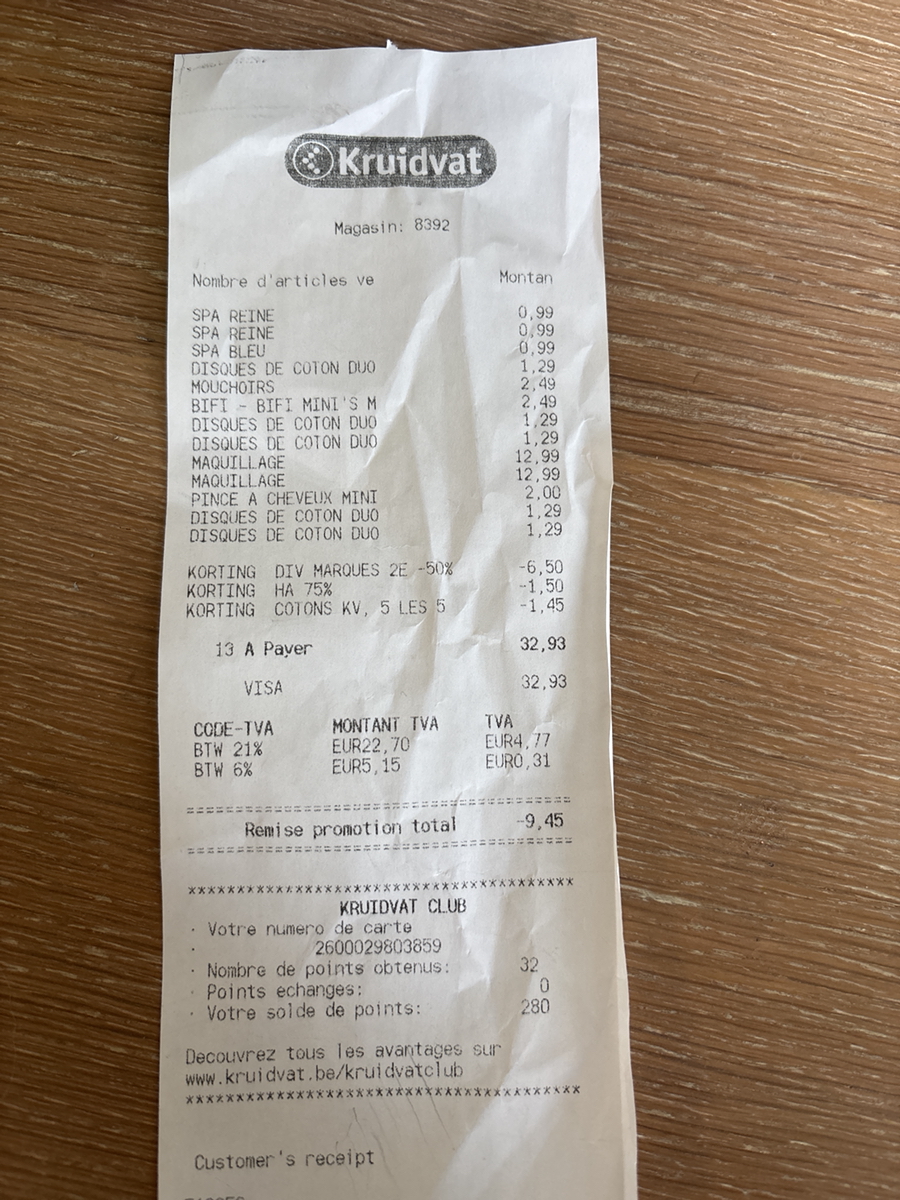 Kruidvat
Magasin: 8392
Nombre d'articles ve Montan
SPA REINE 0,99
SPA REINE 0,99
SPA BLEU 0,99
DISQUES DE COTON DUO 1,29
MOUCHOIRS 2,49
BIFI - BIFI MINI'S M 2,49
DISQUES DE COTON DUO 1,29
DISQUES DE COTON DUO 1,29
MAQUILLAGE 12,99
MAQUILLAGE 12,99
PINCE A CHEVEUX MINI 2,00
DISQUES DE COTON DUO 1,29
DISQUES DE COTON DUO 1,29
KORTING DIV MARQUES 2E -50% -6,50
KORTING HA 75% -1,50
KORTING COTONS KV, 5 LES 5 -1,45
13 A Payer 32,93
VISA 32,93
CODE-TVA MONTANT TVA TVA
BTW 21% EUR22,70 EUR4,77
BTW 6% EUR5,15 EUR0,31
================================================
Remise promotion total -9,45
================================================
****************************************
KRUIDVAT CLUB
· Votre numero de carte
· 2600029803859
· Nombre de points obtenus: 32
· Points echanges: 0
· Votre solde de points: 280
Decouvrez tous les avantages sur
www.kruidvat.be/kruidvatclub
****************************************
Customer's receipt